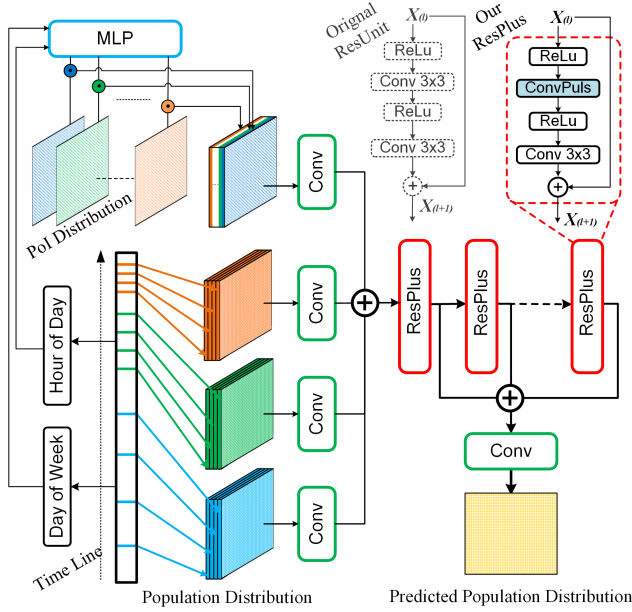 MLP
PoI Distribution
Conv
Orignal
ResUnit
X(l)
ReLu
Conv 3x3
ReLu
Conv 3x3
X(l+1)
Our
ResPlus
X(l)
ReLu
ConvPuls
ReLu
Conv 3x3
X(l+1)
Hour of Day
Day of Week
Time Line
Conv
Conv
Conv
ResPlus
ResPlus
ResPlus
Conv
Population Distribution
Predicted Population Distribution